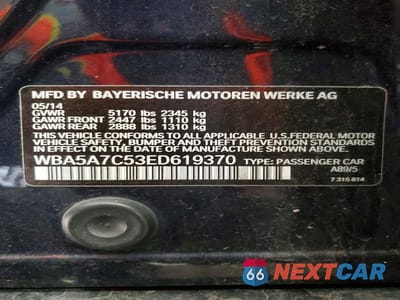 MFD BY BAYERISCHE MOTOREN WERKE AG
05/14
GVWR 5170 lbs 2345 kg
GAWR FRONT 2447 lbs 1110 kg
GAWR REAR 2888 lbs 1310 kg
THIS VEHICLE CONFORMS TO ALL APPLICABLE U.S. FEDERAL MOTOR
VEHICLE SAFETY, BUMPER, AND THEFT PREVENTION STANDARDS
IN EFFECT ON THE DATE OF MANUFACTURE SHOWN ABOVE.
WBA5A7C53ED619370 TYPE: PASSENGER CAR
A89/5
7 315 814
66 NEXTCAR